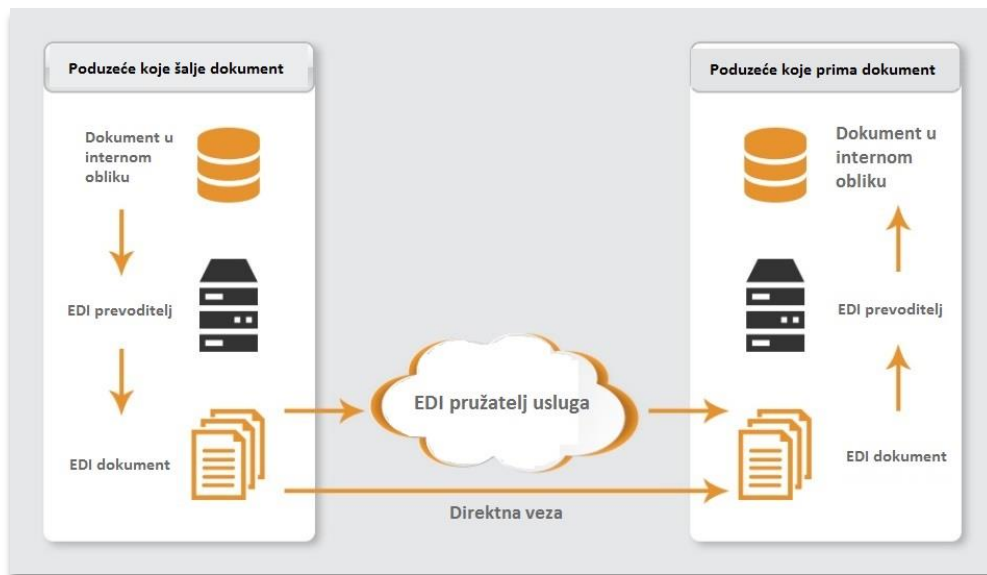 Poduzeće koje šalje dokument
Dokument u
internom
obliku
EDI prevoditelj
EDI dokument
EDI pružatelj usluga
Direktna veza
Poduzeće koje prima dokument
Dokument u
internom
obliku
EDI prevoditelj
EDI dokument